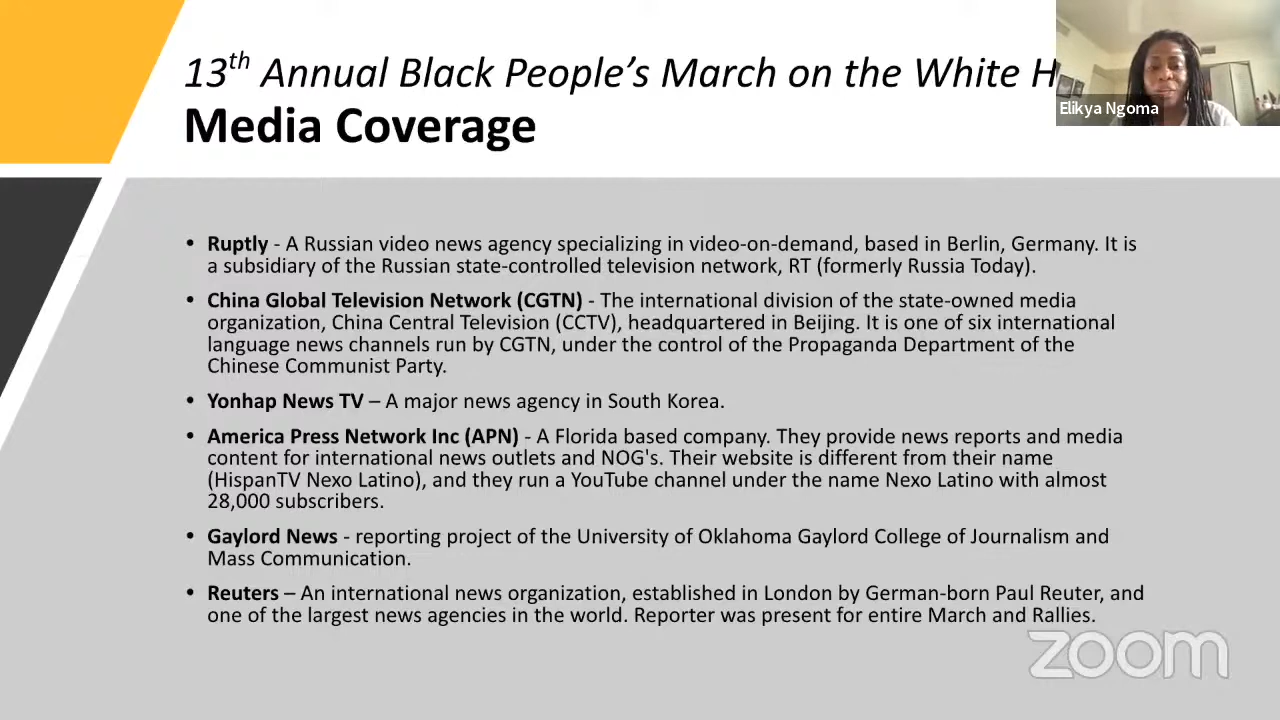 13th Annual Black People’s March on the White H
Media Coverage
Elikya Ngoma
• Ruptly - A Russian video news agency specializing in video-on-demand, based in Berlin, Germany. It is
a subsidiary of the Russian state-controlled television network, RT (formerly Russia Today).
• China Global Television Network (CGTN) - The international division of the state-owned media
organization, China Central Television (CCTV), headquartered in Beijing. It is one of six international
language news channels run by CGTN, under the control of the Propaganda Department of the
Chinese Communist Party.
• Yonhap News TV – A major news agency in South Korea.
• America Press Network Inc (APN) - A Florida based company. They provide news reports and media
content for international news outlets and NOG's. Their website is different from their name
(HispanTV Nexo Latino), and they run a YouTube channel under the name Nexo Latino with almost
28,000 subscribers.
• Gaylord News - reporting project of the University of Oklahoma Gaylord College of Journalism and
Mass Communication.
• Reuters – An international news organization, established in London by German-born Paul Reuter, and
one of the largest news agencies in the world. Reporter was present for entire March and Rallies.
zoom